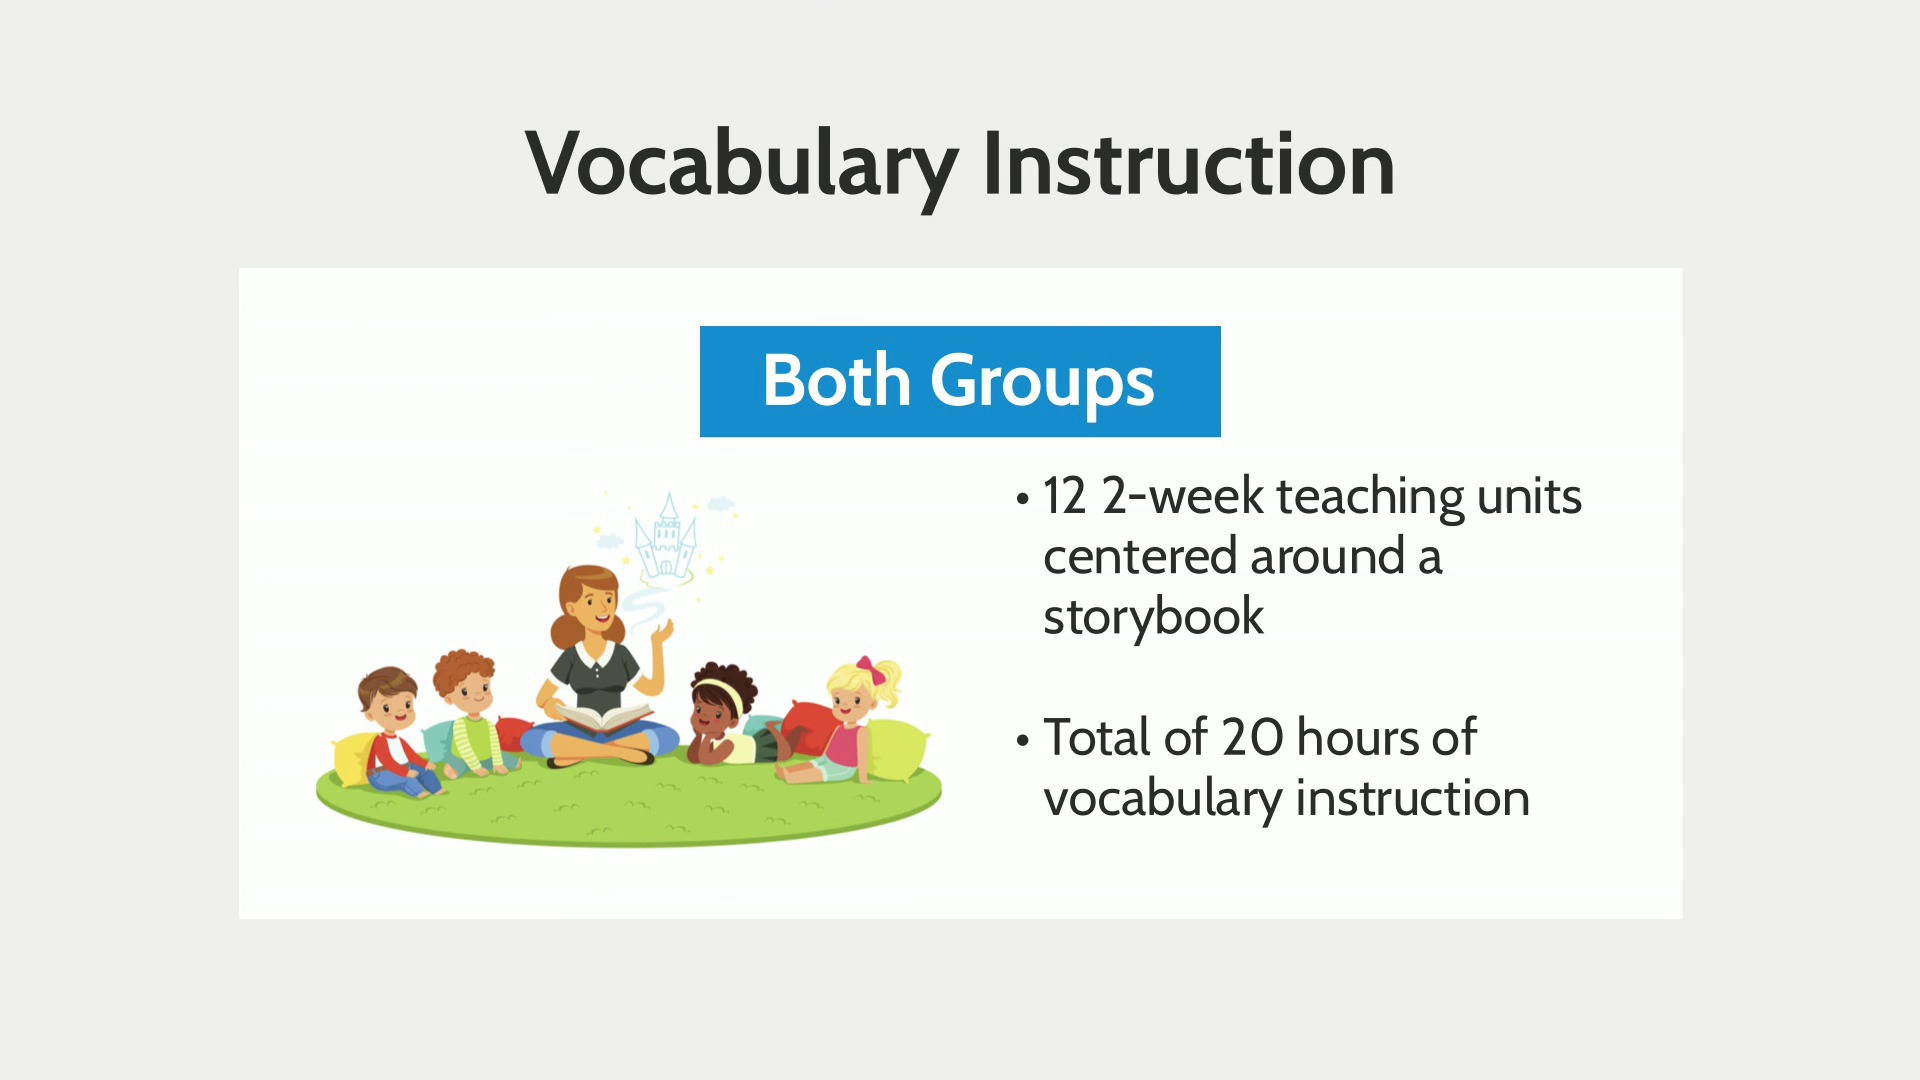 Vocabulary Instruction
Both Groups
• 12 2-week teaching units
centered around a
storybook
• Total of 20 hours of
vocabulary instruction